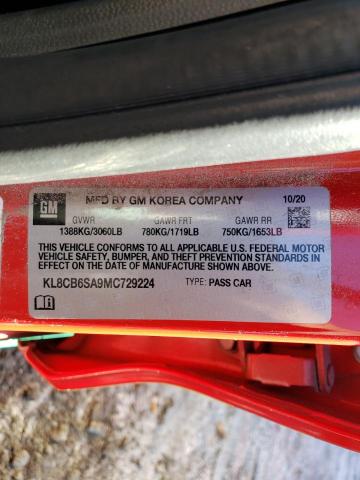 GM
MFD BY GM KOREA COMPANY 10/20
GVWR GAWR FRT GAWR RR
1388KG/3060LB 780KG/1719LB 750KG/1653LB
THIS VEHICLE CONFORMS TO ALL APPLICABLE U.S. FEDERAL MOTOR
VEHICLE SAFETY, BUMPER, AND THEFT PREVENTION STANDARDS
IN EFFECT ON THE DATE OF MANUFACTURE SHOWN ABOVE.
KL8CB6SA9MC729224 TYPE: PASS CAR